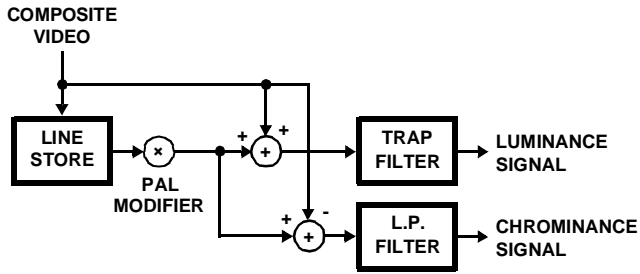 COMPOSITE
VIDEO
LINE
STORE
×
PAL
MODIFIER
+
+
+
TRAP
FILTER
LUMINANCE
SIGNAL
+
-
+
L.P.
FILTER
CHROMINANCE
SIGNAL